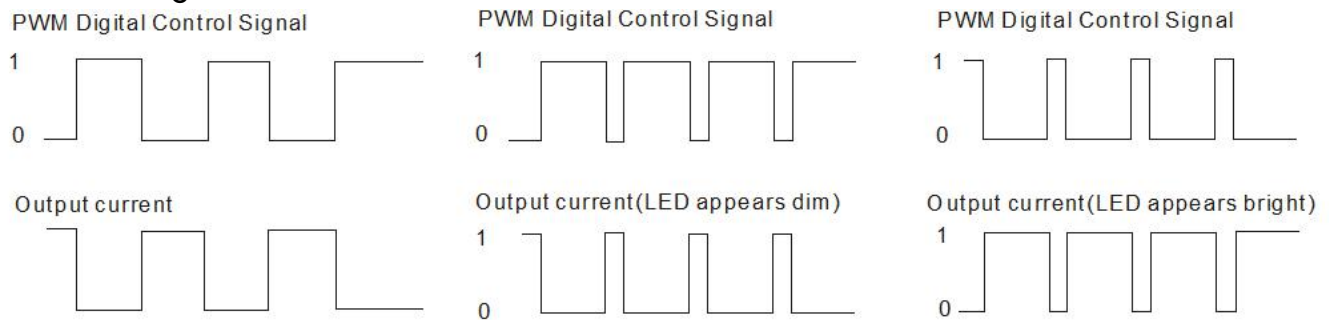 PWM Digital Control Signal
1
0
Output current
PWM Digital Control Signal
1
0
Output current(LED appears dim)
1
0
PWM Digital Control Signal
1
0
Output current(LED appears bright)
1
0